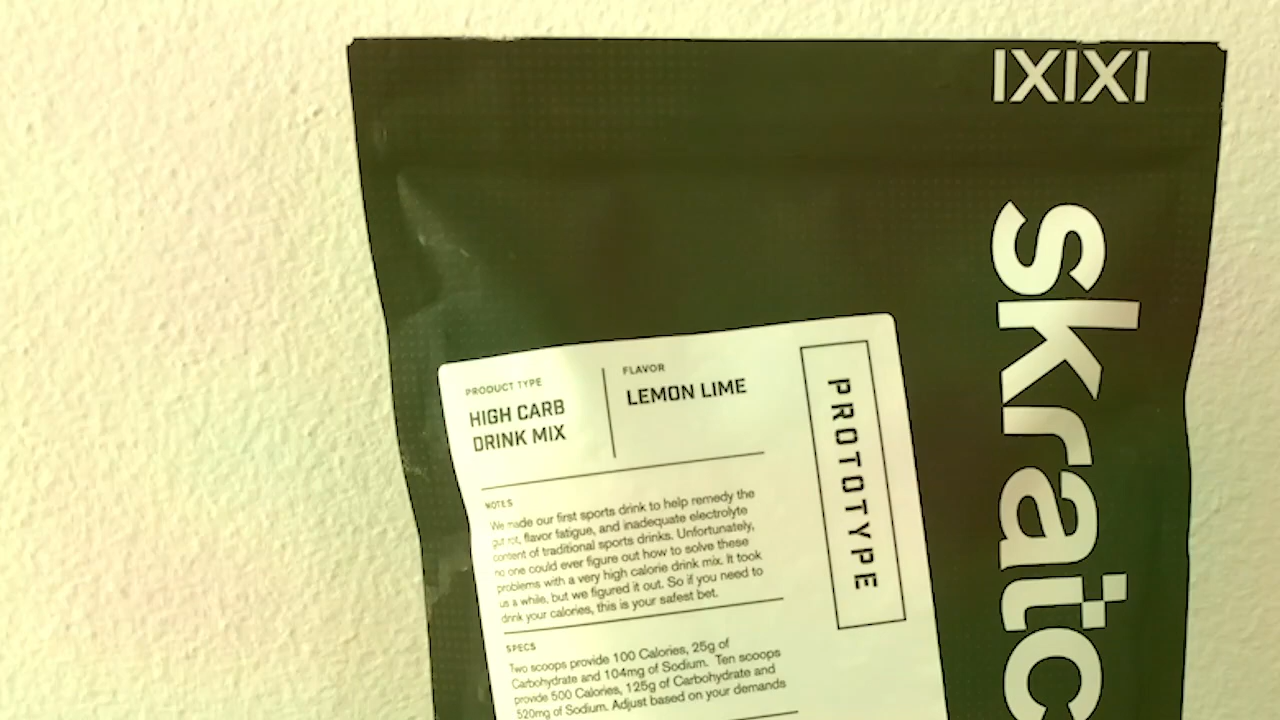 IXIXI
Skratc
PRODUCT TYPE
HIGH CARB
DRINK MIX
FLAVOR
LEMON LIME
PROTOTYPE
NOTES
We made our first sports drink to help remedy the
gut rot, flavor fatigue, and inadequate electrolyte
content of traditional sports drinks. Unfortunately,
no one could ever figure out how to solve these
problems with a very high calorie drink mix. It took
us a while, but we figured it out. So if you need to
drink your calories, this is your safest bet.
SPECS
Two scoops provide 100 Calories, 25g of
Carbohydrate and 104mg of Sodium. Ten scoops
provide 500 Calories, 125g of Carbohydrate and
520mg of Sodium. Adjust based on your demands